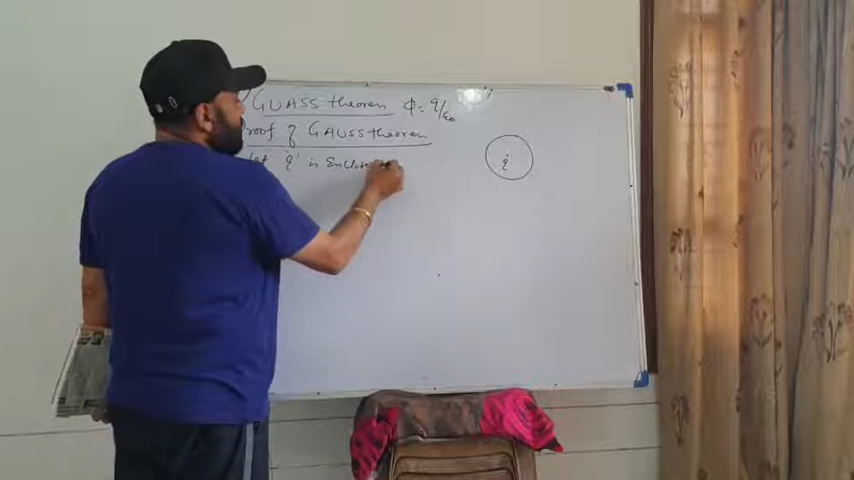 GUASS theorem φ = q/ε₀
Proof of GAUSS theorem
Let 'q' is Enclosed
q